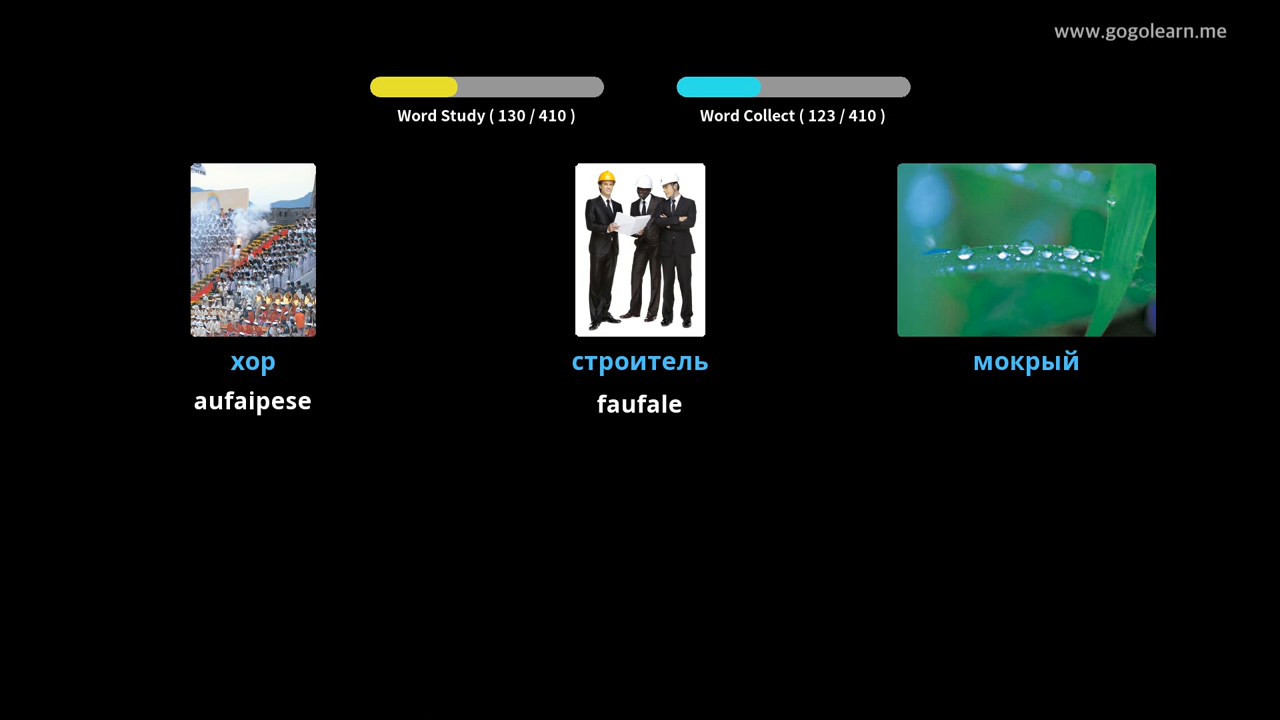 www.gogolearn.me
Word Study ( 130 / 410 )
Word Collect ( 123 / 410 )
хор
строитель
мокрый
aufaipese
faufale